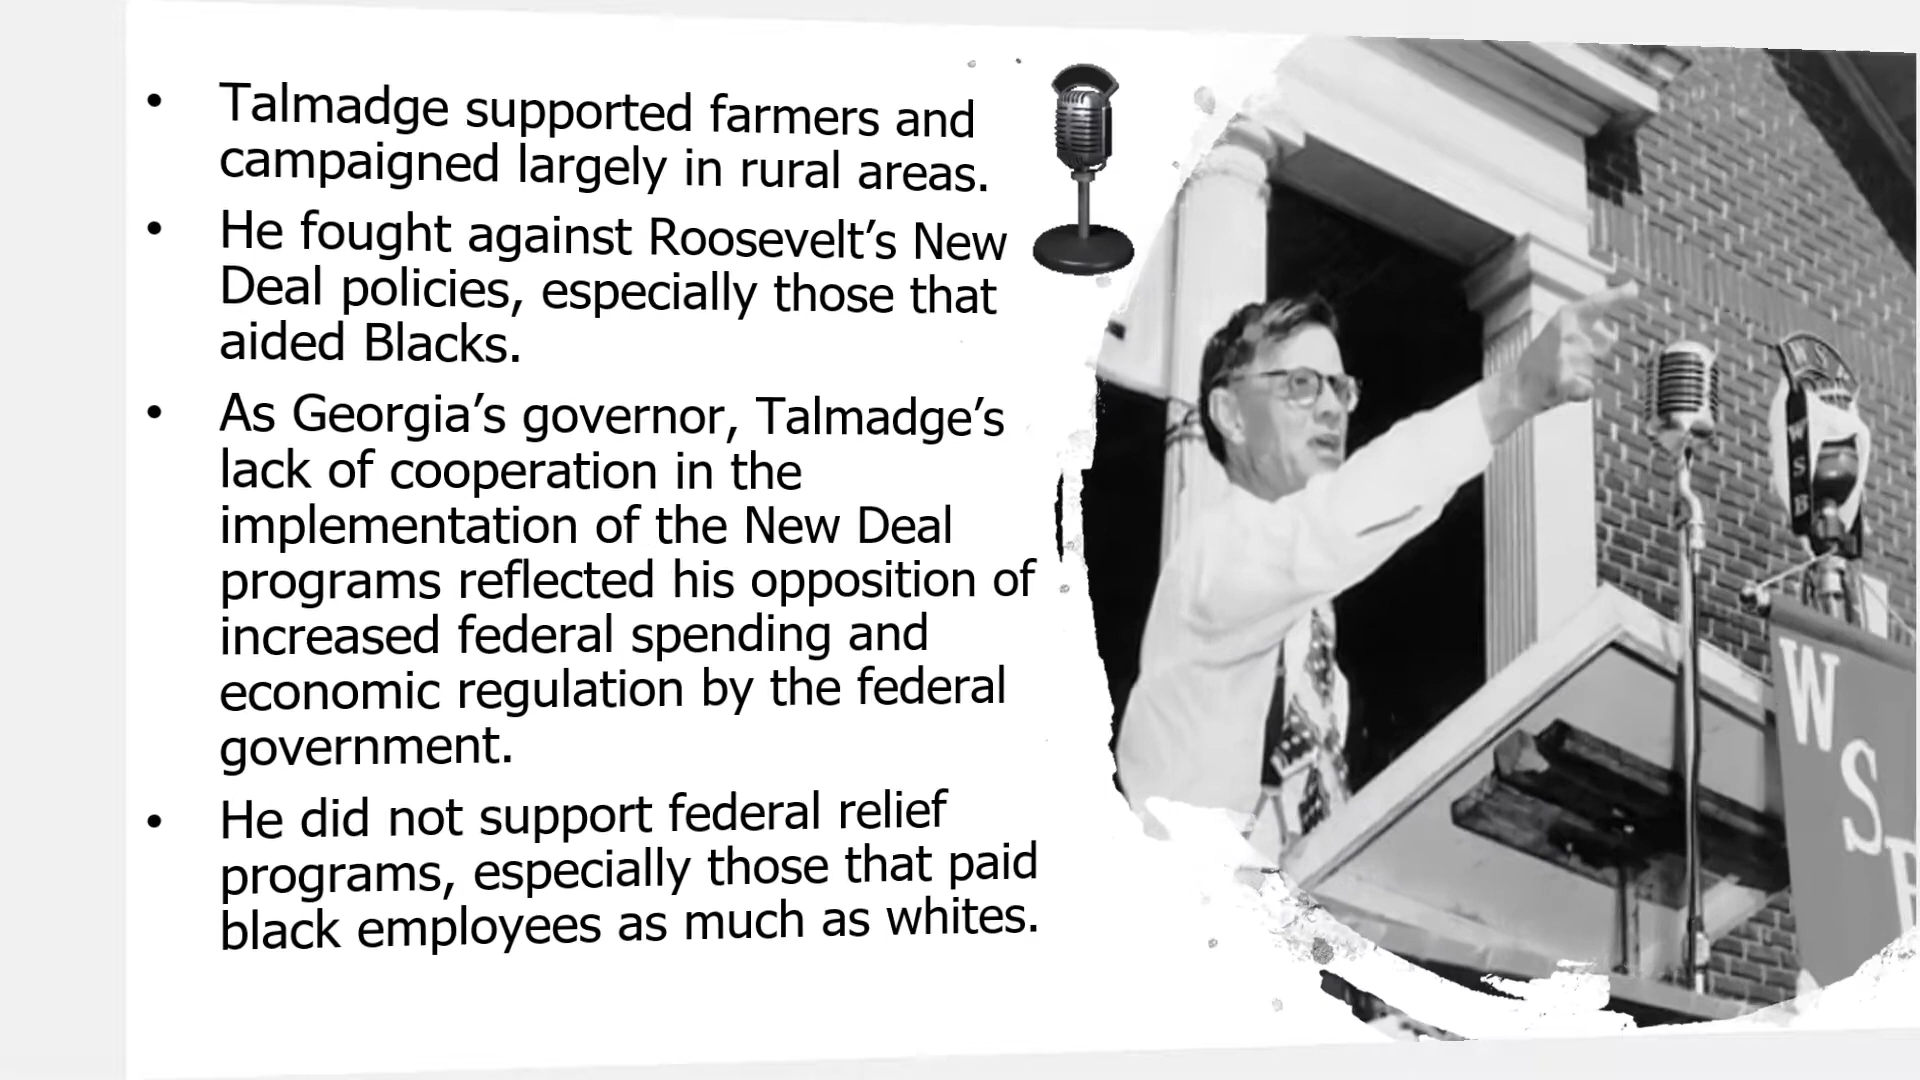 • Talmadge supported farmers and
campaigned largely in rural areas.
• He fought against Roosevelt’s New
Deal policies, especially those that
aided Blacks.
• As Georgia’s governor, Talmadge’s
lack of cooperation in the
implementation of the New Deal
programs reflected his opposition of
increased federal spending and
economic regulation by the federal
government.
• He did not support federal relief
programs, especially those that paid
black employees as much as whites.
WSB
WSB